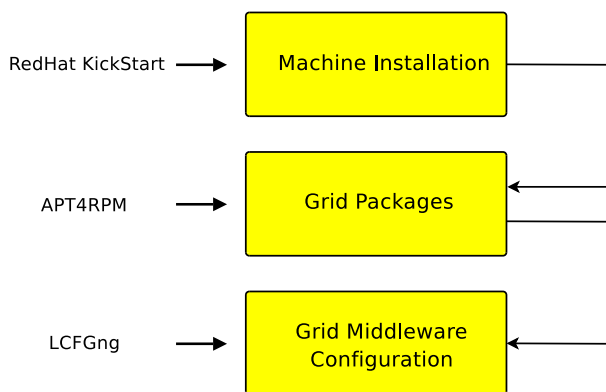 RedHat KickStart
Machine Installation
APT4RPM
Grid Packages
LCFGng
Grid Middleware
Configuration